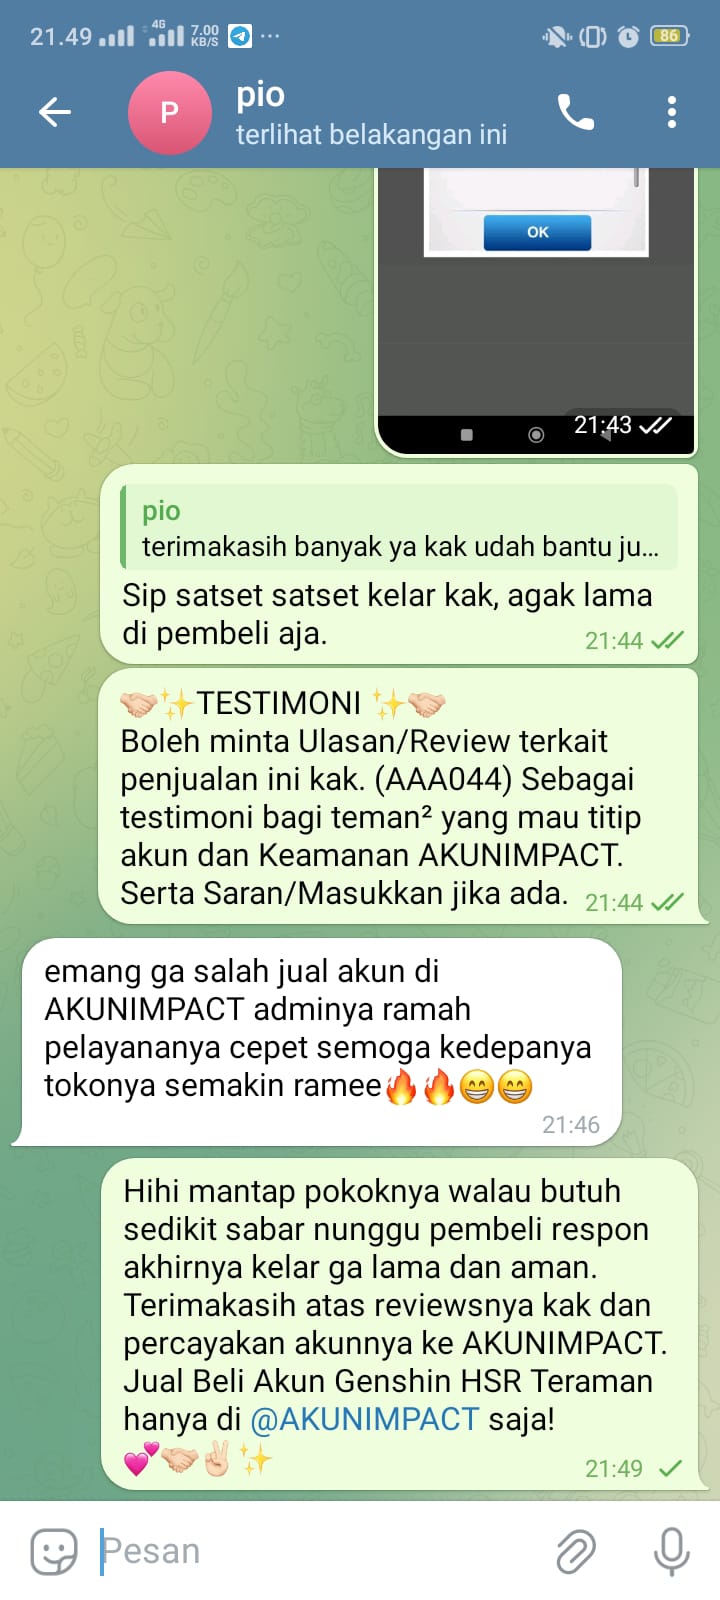 21.49 4G 7.00 KB/S ... 86
P pio
terlihat belakangan ini
OK
21:43
pio
terimakasih banyak ya kak udah bantu ju...
Sip satset satset kelar kak, agak lama
di pembeli aja. 21:44
🤝🏻✨TESTIMONI ✨🤝🏻
Boleh minta Ulasan/Review terkait
penjualan ini kak. (AAA044) Sebagai
testimoni bagi teman² yang mau titip
akun dan Keamanan AKUNIMPACT.
Serta Saran/Masukkan jika ada. 21:44
emang ga salah jual akun di
AKUNIMPACT adminya ramah
pelayananya cepet semoga kedepanya
tokonya semakin ramee🔥🔥😁😁
21:46
Hihi mantap pokoknya walau butuh
sedikit sabar nunggu pembeli respon
akhirnya kelar ga lama dan aman.
Terimakasih atas reviewsnya kak dan
percayakan akunnya ke AKUNIMPACT.
Jual Beli Akun Genshin HSR Teraman
hanya di @AKUNIMPACT saja!
💕🤝🏻✌🏻✨ 21:49
Pesan